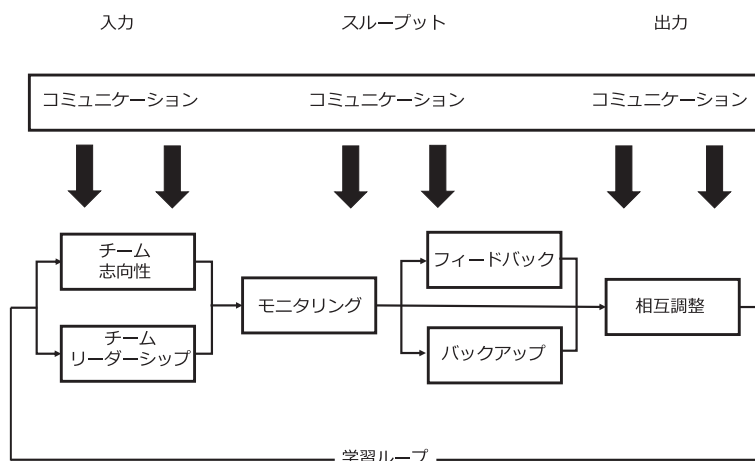 入力 スループット 出力
コミュニケーション コミュニケーション コミュニケーション
チーム
志向性
フィードバック
モニタリング
相互調整
チーム
リーダーシップ
バックアップ
学習ループ